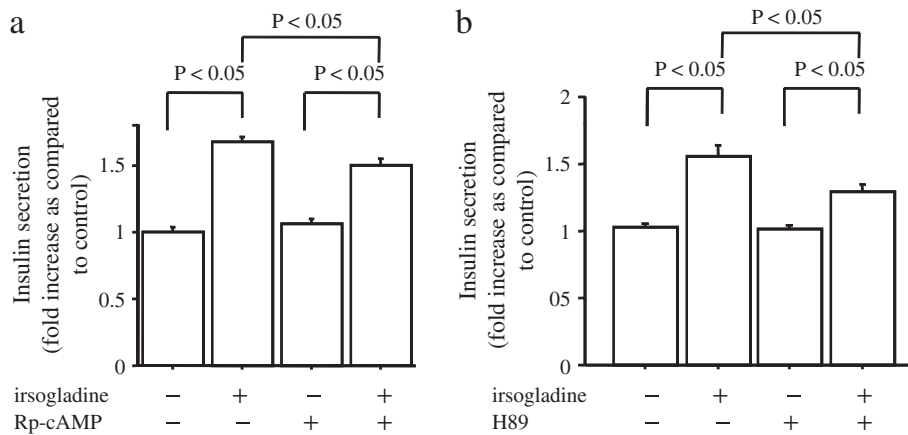 a
P < 0.05
P < 0.05
P < 0.05
Insulin secretion
(fold increase as compared
to control)
1.5
1
0.5
0
irsogladine − + − +
Rp-cAMP − − + +
b
P < 0.05
P < 0.05
P < 0.05
Insulin secretion
(fold increase as compared
to control)
2
1.5
1
05
0
irsogladine − + − +
H89 − − + +